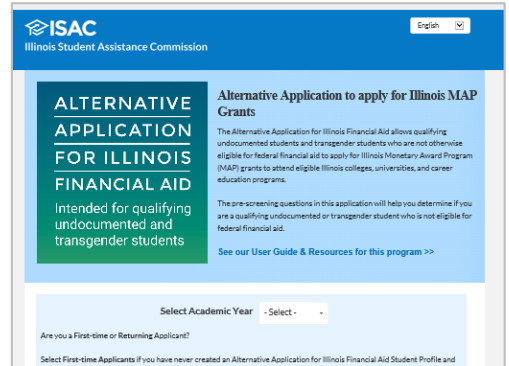 ISAC
Illinois Student Assistance Commission
English
ALTERNATIVE
APPLICATION
FOR ILLINOIS
FINANCIAL AID
Intended for qualifying
undocumented and
transgender students
Alternative Application to apply for Illinois MAP
Grants
The Alternative Application for Illinois Financial Aid allows qualifying
undocumented students and transgender students who are not otherwise
eligible for federal financial aid to apply for Illinois Monetary Award Program
(MAP) grants to attend eligible Illinois colleges, universities, and career
education programs.
The pre-screening questions in this application will help you determine if you
are a qualifying undocumented or transgender student who is not eligible for
federal financial aid.
See our User Guide & Resources for this program >>
Select Academic Year - Select -
Are you a First-time or Returning Applicant?
Select First-time Applicants if you have never created an Alternative Application for Illinois Financial Aid Student Profile and